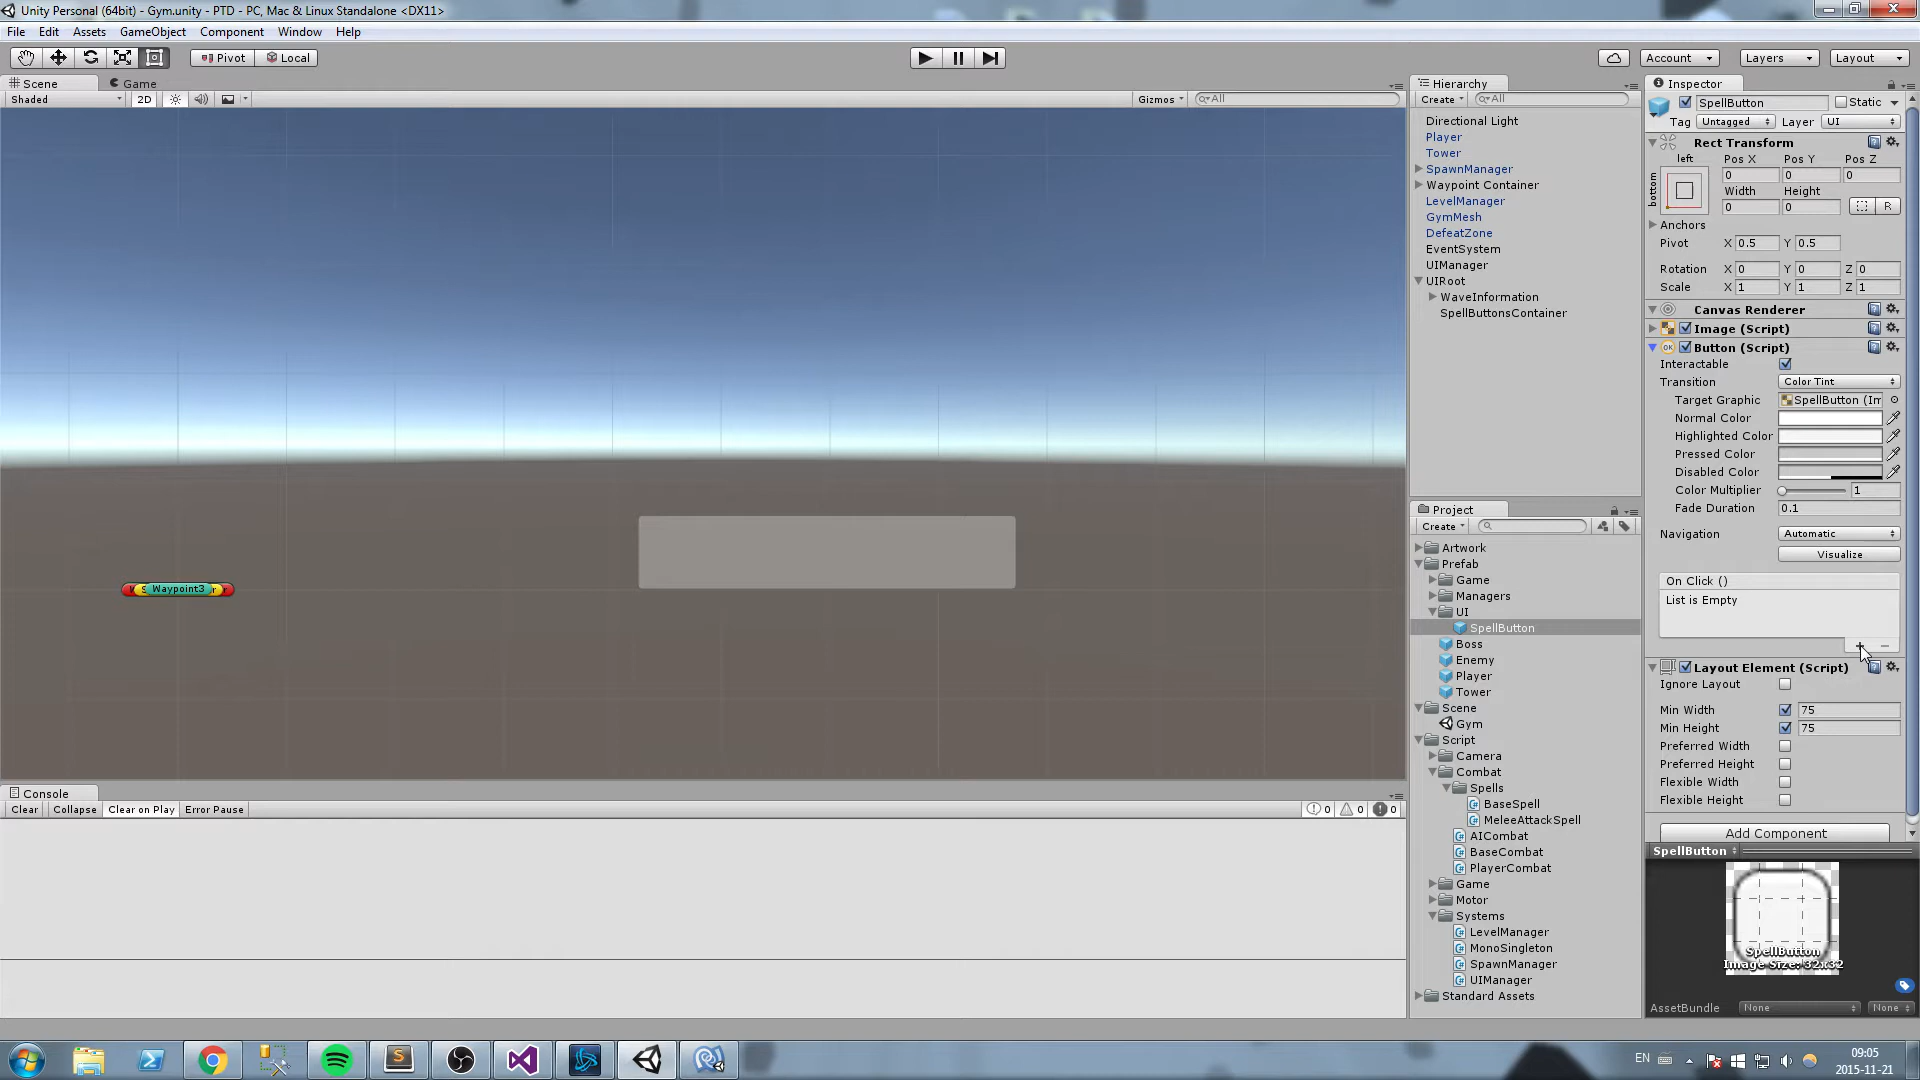 Unity Personal (64bit) - Gym.unity - PTD - PC, Mac & Linux Standalone <DX11>
File Edit Assets GameObject Component Window Help
Pivot Local Account Layers Layout
Scene Game
Shaded 2D Gizmos All
Waypoint3
Console
Clear Collapse Clear on Play Error Pause 0 0 0
Hierarchy
Create All
Directional Light
Player
Tower
SpawnManager
Waypoint Container
LevelManager
GymMesh
DefeatZone
EventSystem
UIManager
UIRoot
WaveInformation
SpellButtonsContainer
Project
Create
Artwork
Prefab
Game
Managers
UI
SpellButton
Boss
Enemy
Player
Tower
Scene
Gym
Script
Camera
Combat
Spells
BaseSpell
MeleeAttackSpell
AICombat
BaseCombat
PlayerCombat
Game
Motor
Systems
LevelManager
MonoSingleton
SpawnManager
UIManager
Standard Assets
Inspector
SpellButton Static
Tag Untagged Layer UI
Rect Transform
left Pos X Pos Y Pos Z
bottom 0 0 0
Width Height
0 0 R
Anchors
Pivot X 0.5 Y 0.5
Rotation X 0 Y 0 Z 0
Scale X 1 Y 1 Z 1
Canvas Renderer
Image (Script)
OK Button (Script)
Interactable
Transition Color Tint
Target Graphic SpellButton (Im
Normal Color
Highlighted Color
Pressed Color
Disabled Color
Color Multiplier 1
Fade Duration 0.1
Navigation Automatic
Visualize
On Click ()
List is Empty
Layout Element (Script)
Ignore Layout
Min Width 75
Min Height 75
Preferred Width
Preferred Height
Flexible Width
Flexible Height
Add Component
SpellButton
SpellButton
Image Size: 32x32
AssetBundle None None
EN 09:05
2015-11-21